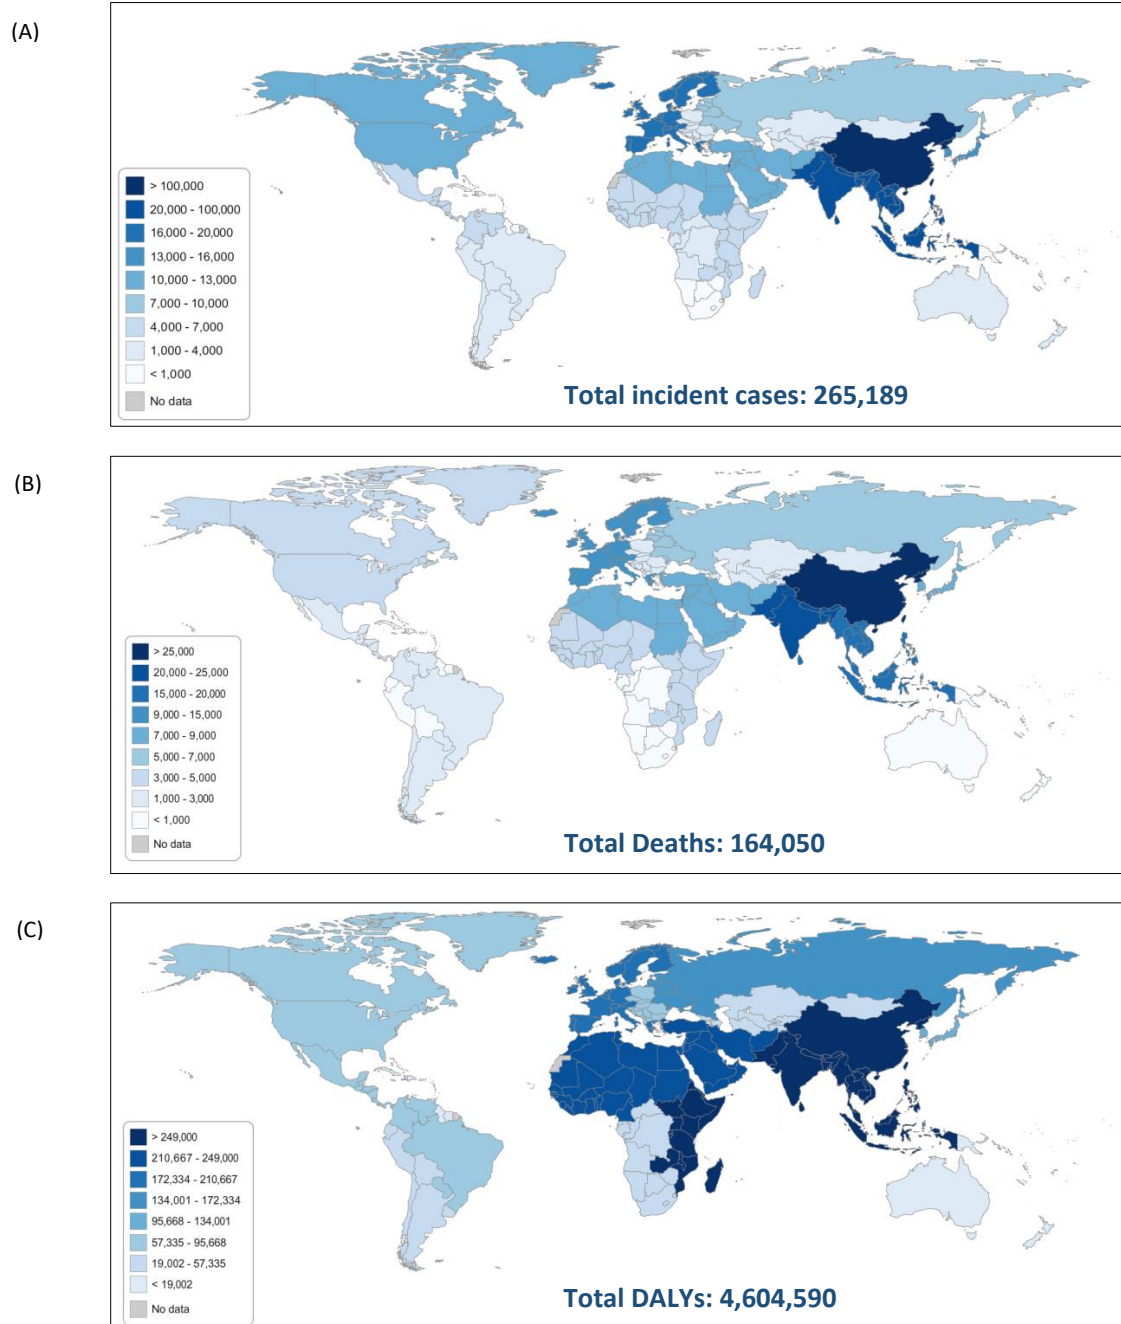 (A)
> 100,000
20,000 - 100,000
16,000 - 20,000
13,000 - 16,000
10,000 - 13,000
7,000 - 10,000
4,000 - 7,000
1,000 - 4,000
< 1,000
No data
Total incident cases: 265,189
(B)
> 25,000
20,000 - 25,000
15,000 - 20,000
9,000 - 15,000
7,000 - 9,000
5,000 - 7,000
3,000 - 5,000
1,000 - 3,000
< 1,000
No data
Total Deaths: 164,050
(C)
> 249,000
210,667 - 249,000
172,334 - 210,667
134,001 - 172,334
95,668 - 134,001
57,335 - 95,668
19,002 - 57,335
< 19,002
No data
Total DALYs: 4,604,590